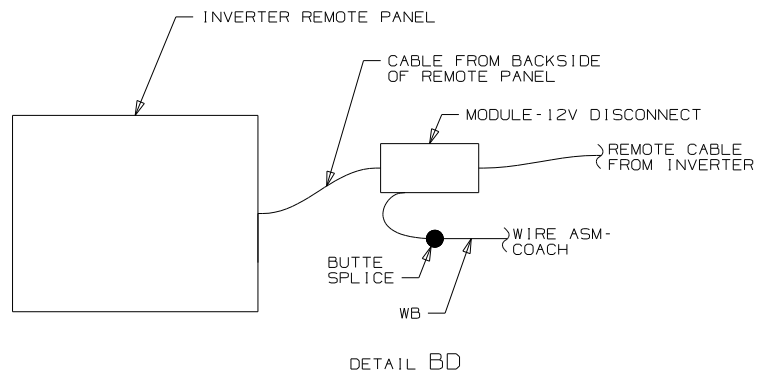 INVERTER REMOTE PANEL
CABLE FROM BACKSIDE
OF REMOTE PANEL
MODULE-12V DISCONNECT
REMOTE CABLE
FROM INVERTER
WIRE ASM-
COACH
BUTTE
SPLICE
WB
DETAIL BD